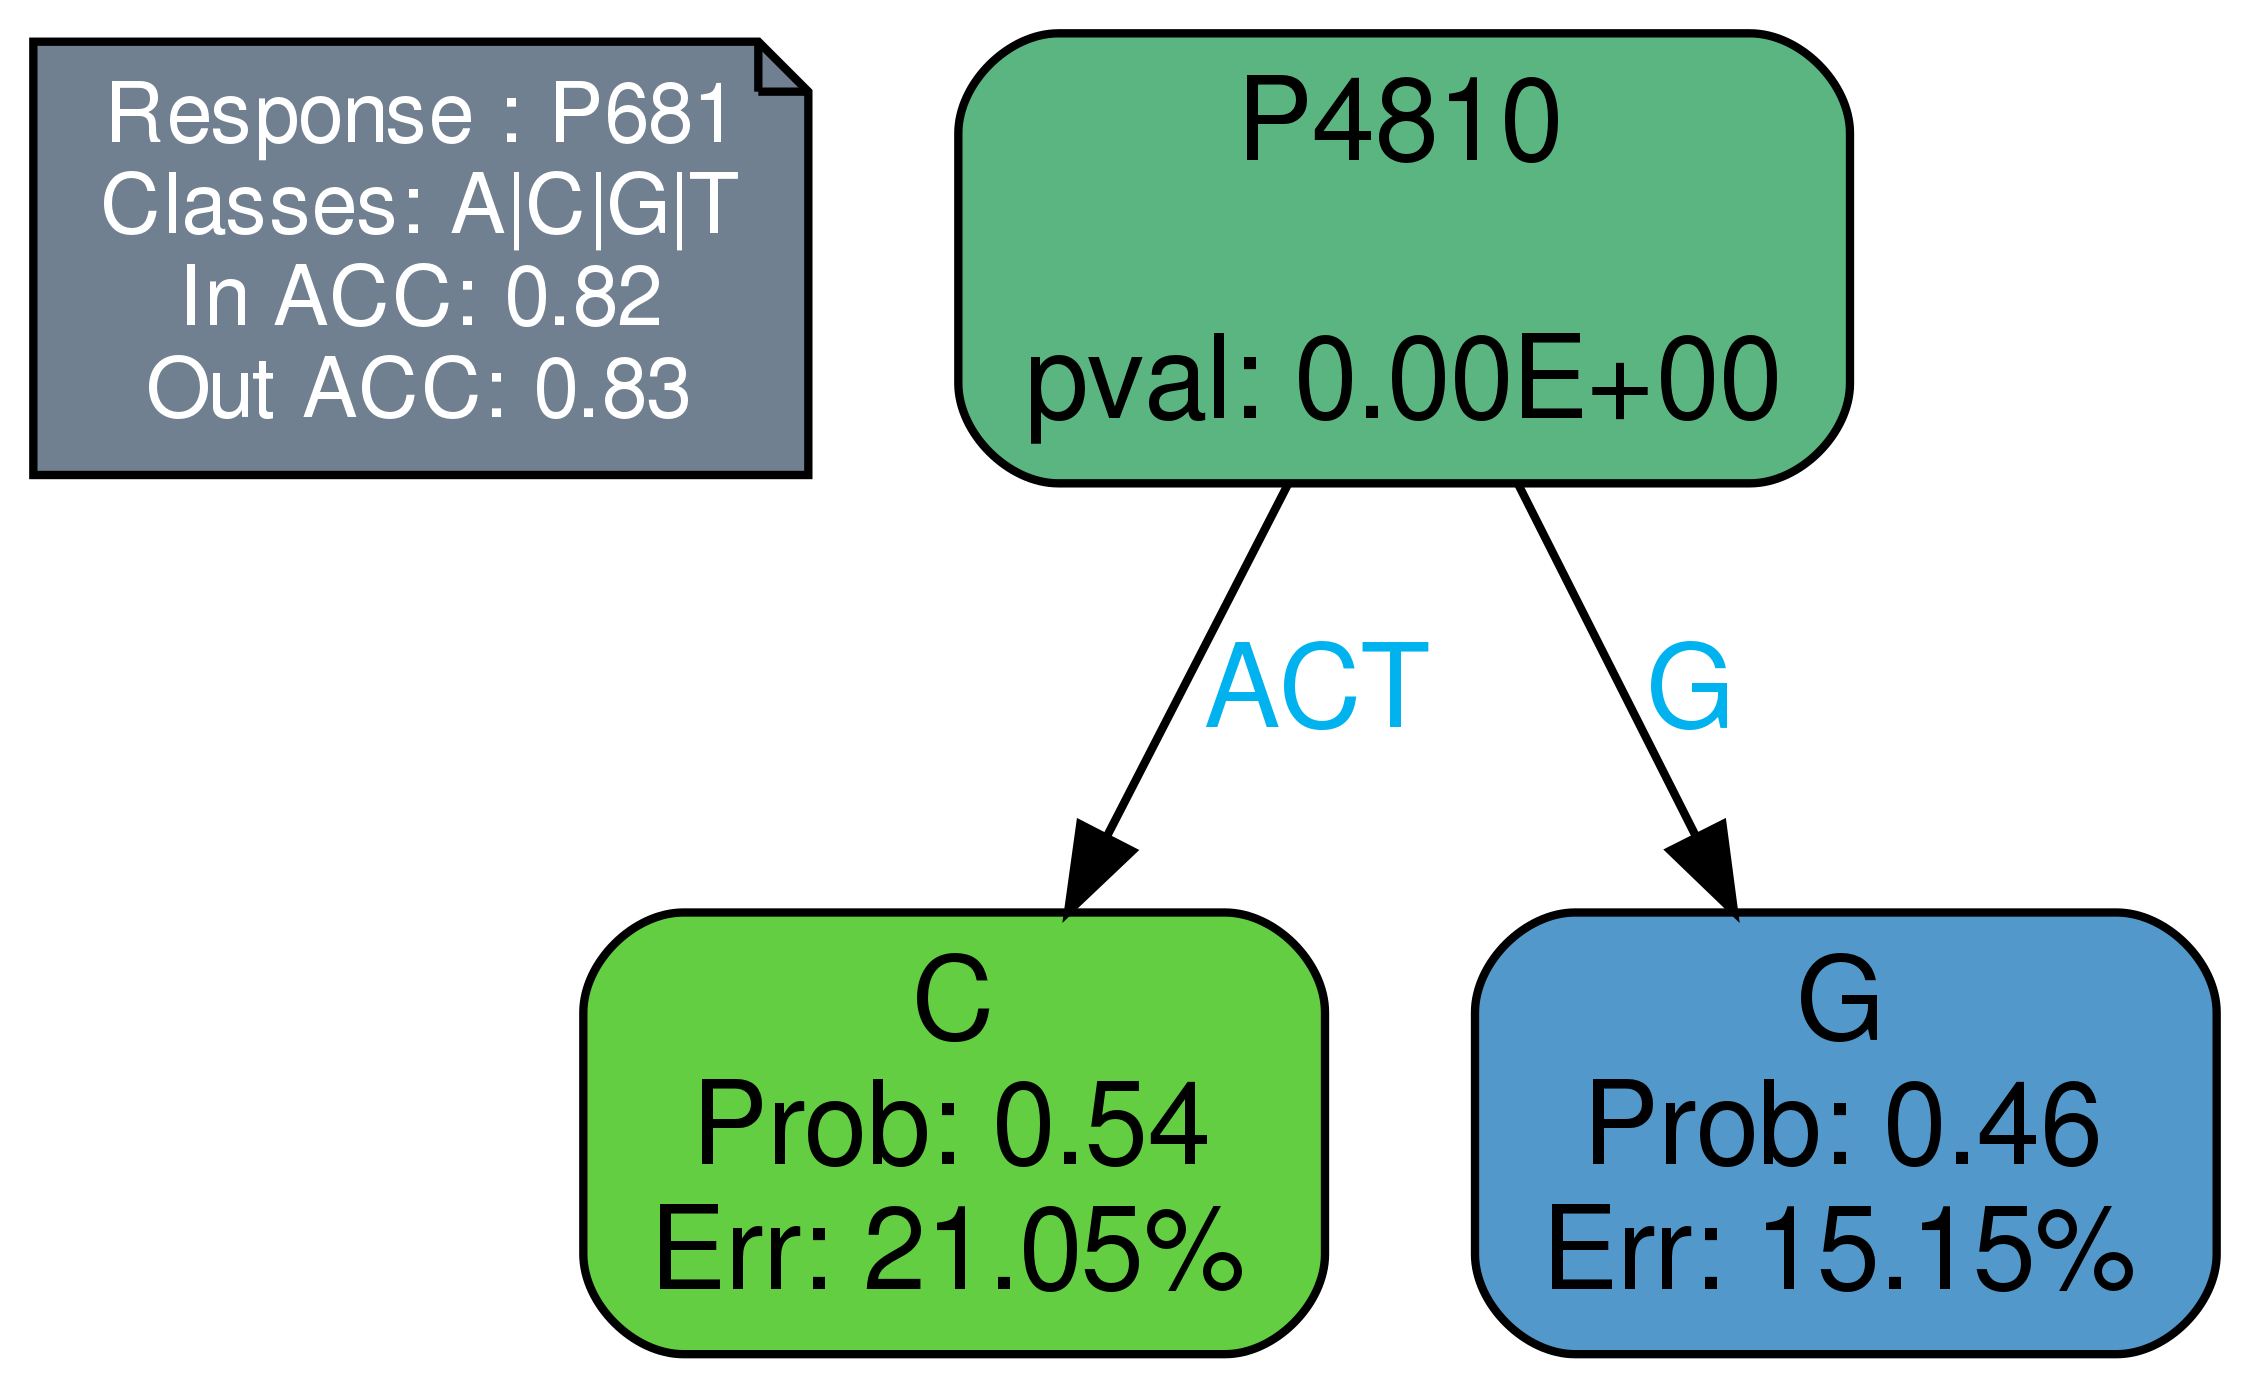 Response : P681
Classes: A|C|G|T
In ACC: 0.82
Out ACC: 0.83
P4810
pval: 0.00E+00
ACT
G
C
Prob: 0.54
Err: 21.05%
G
Prob: 0.46
Err: 15.15%